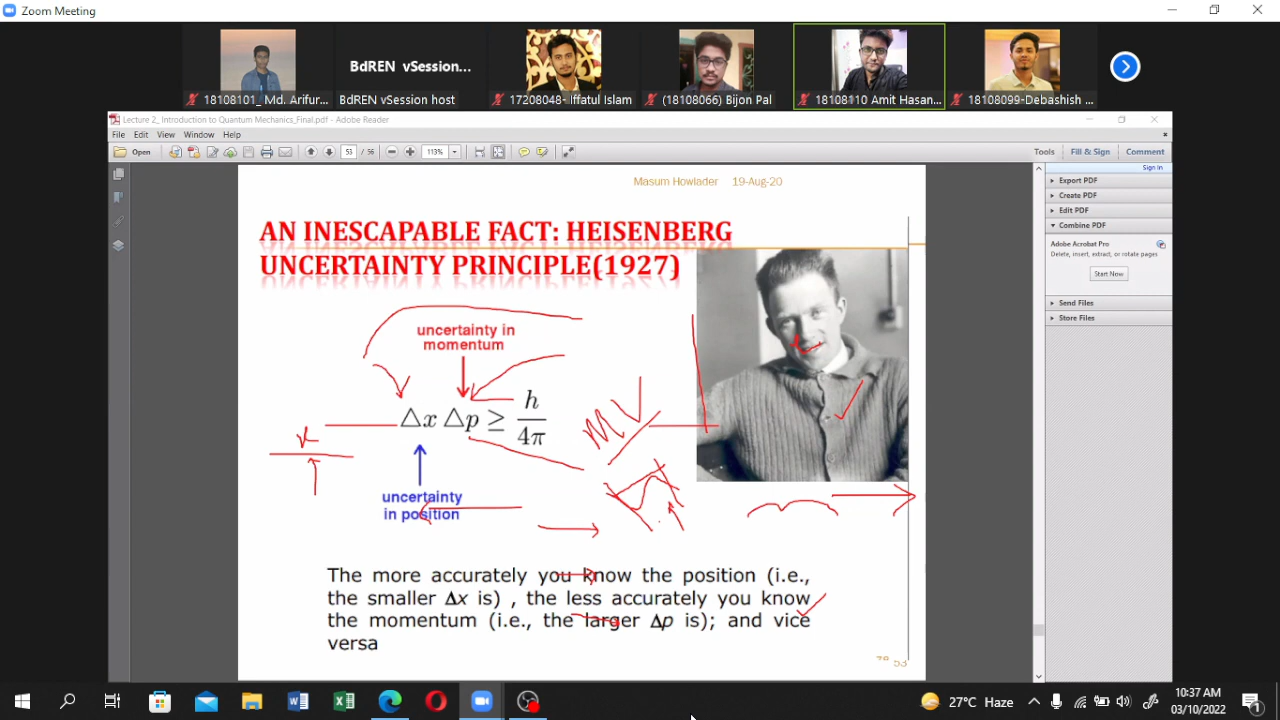 Zoom Meeting
BdREN vSession...
18108101_ Md. Arifur...
BdREN vSession host
17208048- Iffatul Islam
(18108066) Bijon Pal
18108110 Amit Hasan...
18108099-Debashish ...
Lecture 2_ Introduction to Quantum Mechanics_Final.pdf - Adobe Reader
File Edit View Window Help
Open 53 / 56 113% Tools Fill & Sign Comment
Sign In
Export PDF
Create PDF
Edit PDF
Combine PDF
Adobe Acrobat Pro
Delete, insert, extract, or rotate pages
Start Now
Send Files
Store Files
Masum Howlader 19-Aug-20
AN INESCAPABLE FACT: HEISENBERG
UNCERTAINTY PRINCIPLE(1927)
uncertainty in
momentum
△x △p ≥ h/4π
MV
x
uncertainty
in position
The more accurately you know the position (i.e.,
the smaller Δx is) , the less accurately you know
the momentum (i.e., the larger Δp is); and vice
versa
53
27°C Haze
10:37 AM
03/10/2022
1